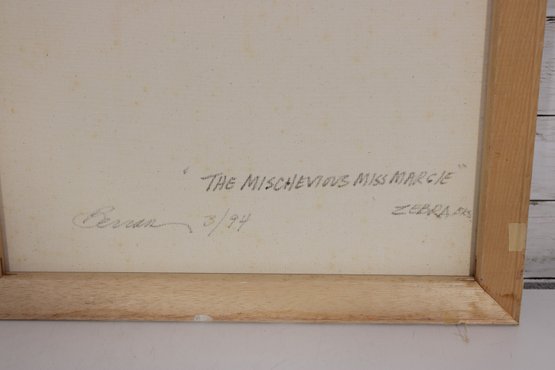 "THE MISCHEVIOUS MISS MARGIE"
3/94
ZEBRA